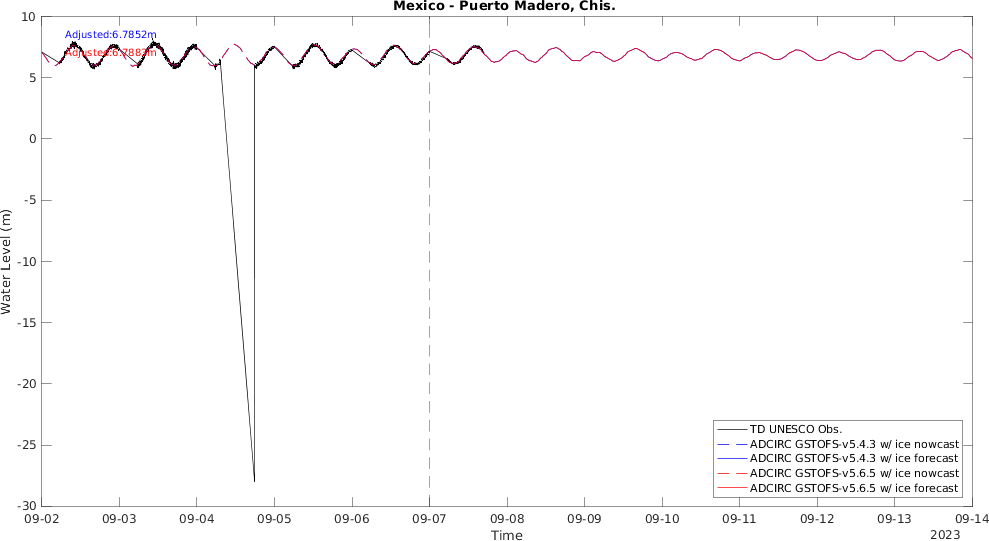 Mexico - Puerto Madero, Chis.
10
5
0
-5
-10
-15
-20
-25
-30
Water Level (m)
Adjusted:6.7852m
Adjusted:6.7883m
09-02
09-03
09-04
09-05
09-06
09-07
09-08
09-09
09-10
09-11
09-12
09-13
09-14
Time
2023
TD UNESCO Obs.
ADCIRC GSTOFS-v5.4.3 w/ ice nowcast
ADCIRC GSTOFS-v5.4.3 w/ ice forecast
ADCIRC GSTOFS-v5.6.5 w/ ice nowcast
ADCIRC GSTOFS-v5.6.5 w/ ice forecast